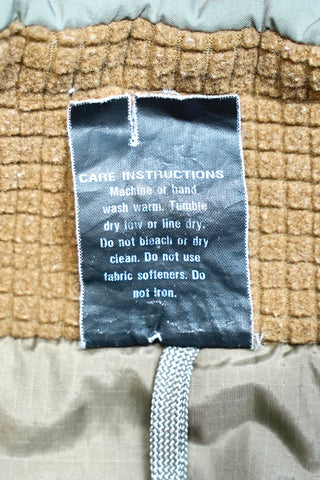 CARE INSTRUCTIONS
Machine or hand
wash warm. Tumble
dry low or line dry.
Do not bleach or dry
clean. Do not use
fabric softeners. Do
not iron.